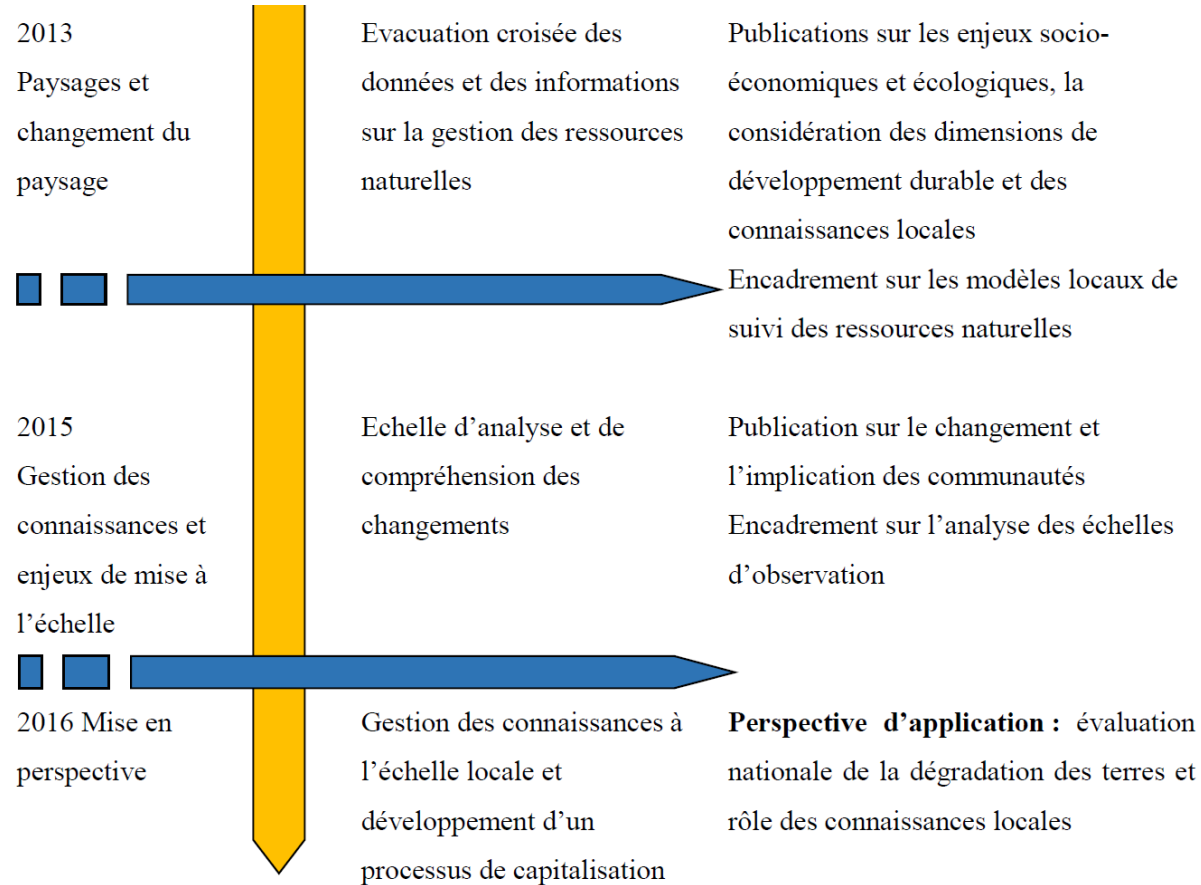 2013
Paysages et
changement du
paysage
Evacuation croisée des
données et des informations
sur la gestion des ressources
naturelles
Publications sur les enjeux socio-
économiques et écologiques, la
considération des dimensions de
développement durable et des
connaissances locales
Encadrement sur les modèles locaux de
suivi des ressources naturelles
2015
Gestion des
connaissances et
enjeux de mise à
l’échelle
Echelle d’analyse et de
compréhension des
changements
Publication sur le changement et
l’implication des communautés
Encadrement sur l’analyse des échelles
d’observation
2016 Mise en
perspective
Gestion des connaissances à
l’échelle locale et
développement d’un
processus de capitalisation
Perspective d’application : évaluation
nationale de la dégradation des terres et
rôle des connaissances locales